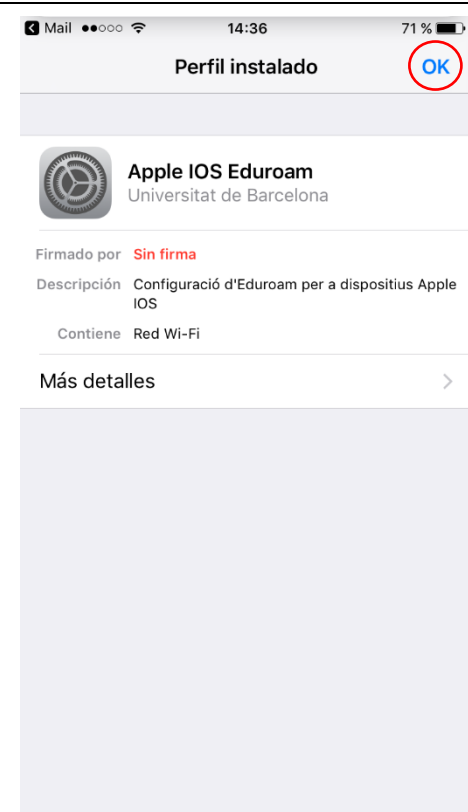 Mail 14:36 71 %
Perfil instalado OK
Apple IOS Eduroam
Universitat de Barcelona
Firmado por Sin firma
Descripción Configuració d'Eduroam per a dispositius Apple
IOS
Contiene Red Wi-Fi
Más detalles